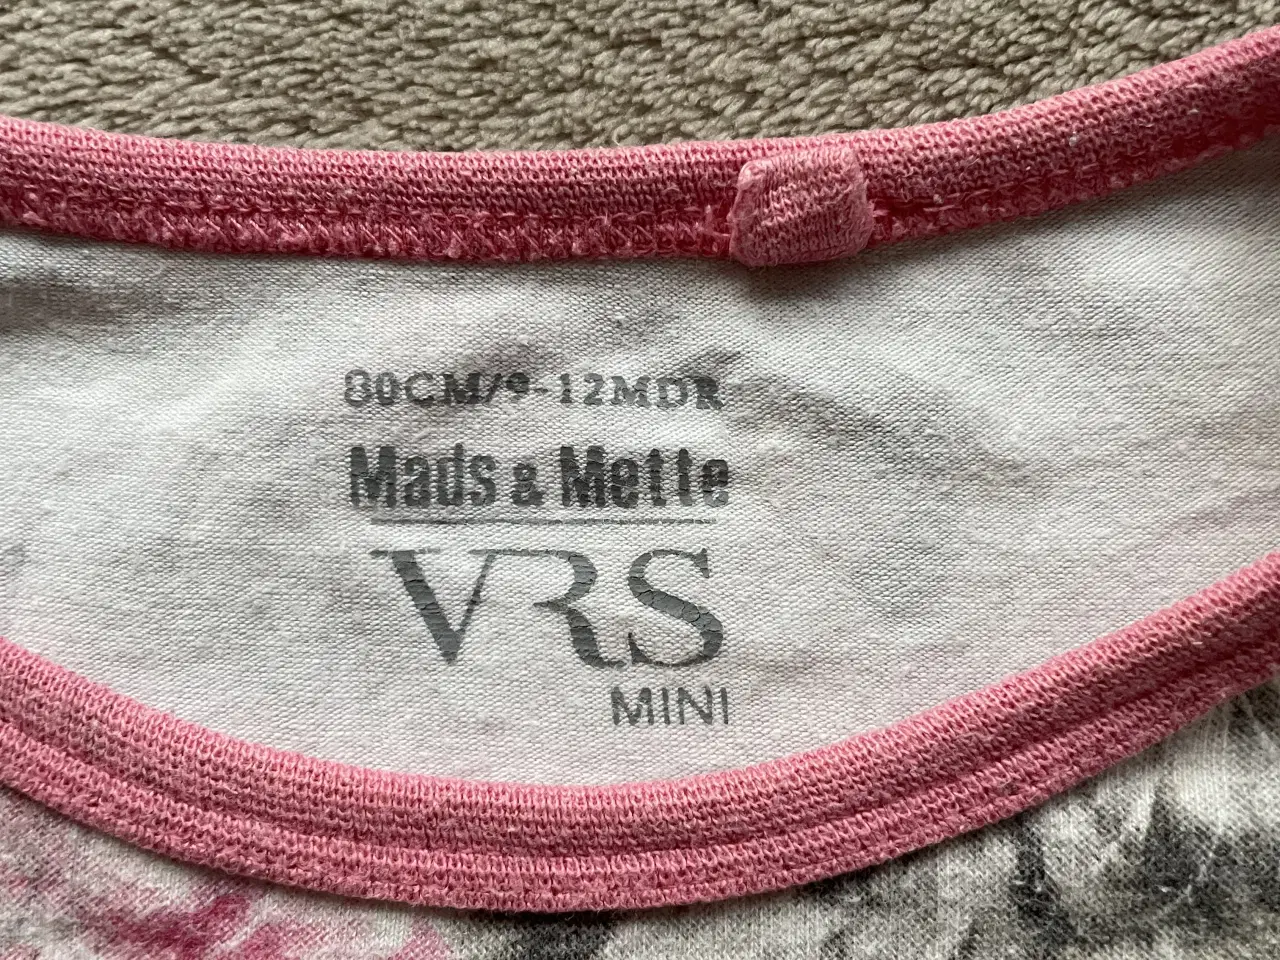 80CM/9-12MDR
Mads & Mette
VRS
MINI